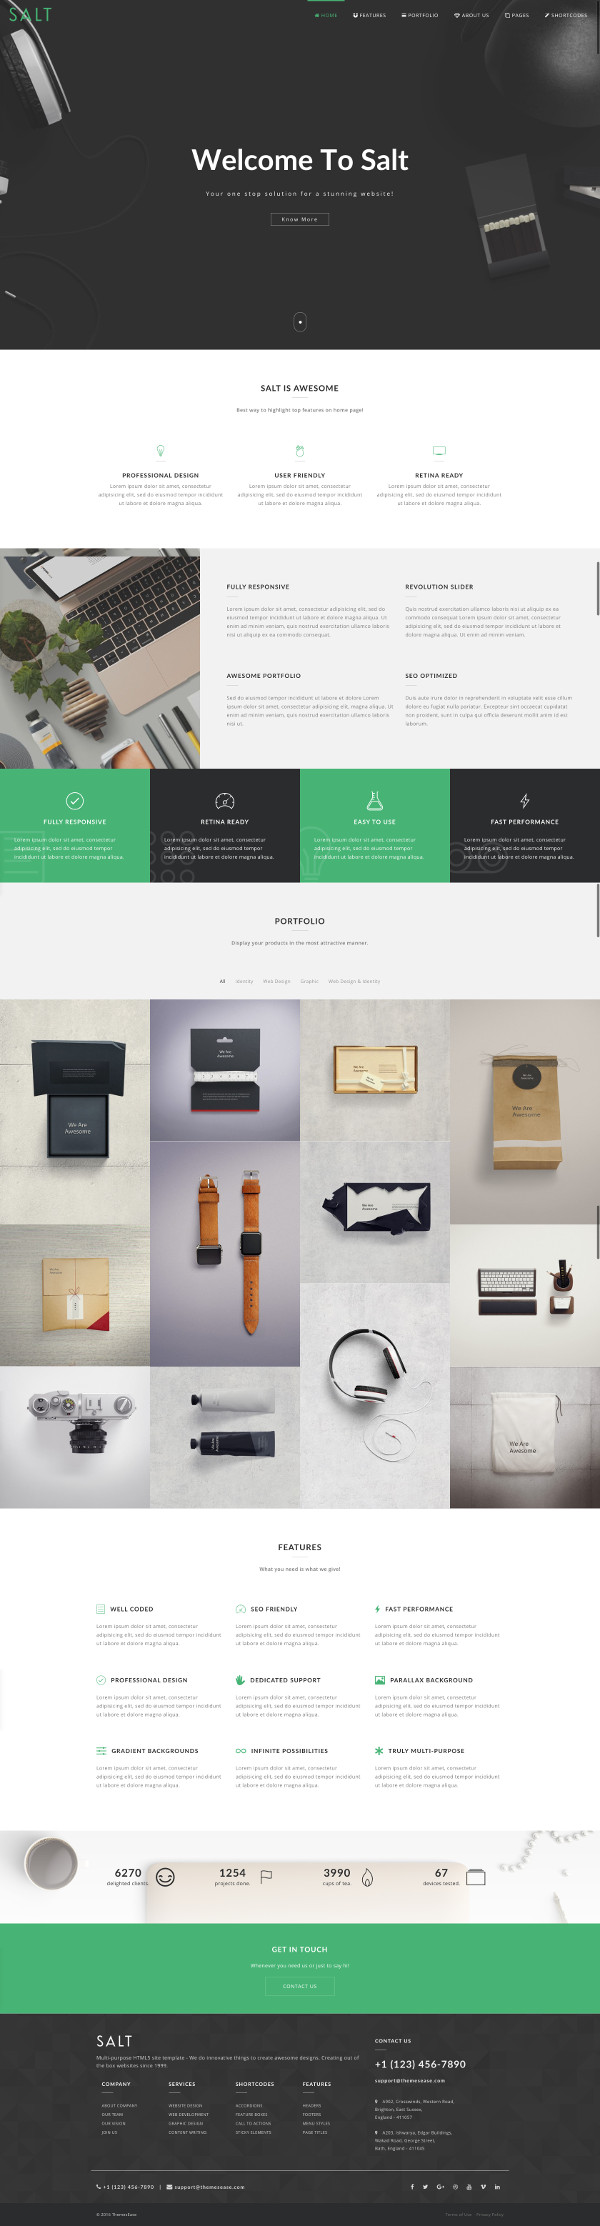 SALT
HOME FEATURES PORTFOLIO ABOUT US PAGES SHORTCODES
Welcome To Salt
Your one stop solution for a stunning website!
Know More
SALT IS AWESOME
Best way to highlight top features on home page!
PROFESSIONAL DESIGN
Lorem ipsum dolor sit amet, consectetur
adipisicing elit, sed do eiusmod tempor incididunt
ut labore et dolore magna aliqua.
USER FRIENDLY
Lorem ipsum dolor sit amet, consectetur
adipisicing elit, sed do eiusmod tempor incididunt
ut labore et dolore magna aliqua.
RETINA READY
Lorem ipsum dolor sit amet, consectetur
adipisicing elit, sed do eiusmod tempor incididunt
ut labore et dolore magna aliqua.
FULLY RESPONSIVE
Lorem ipsum dolor sit amet, consectetur adipisicing elit, sed do
eiusmod tempor incididunt ut labore et dolore magna aliqua. Ut
enim ad minim veniam, quis nostrud exercitation ullamco laboris
nisi ut aliquip ex ea commodo consequat.
REVOLUTION SLIDER
Quis nostrud exercitation ullamco laboris nisi ut aliquip ex ea
commodo consequat Lorem ipsum dolor sit amet, consectetur
adipisicing elit, sed do eiusmod tempor incididunt ut labore et
dolore magna aliqua. Ut enim ad minim veniam.
AWESOME PORTFOLIO
Sed do eiusmod tempor incididunt ut labore et dolore Lorem
ipsum dolor sit amet, consectetur adipisicing elit, magna aliqua. Ut
enim ad minim veniam, quis nostrud exercitation ullamco laboris
nisi ut.
SEO OPTIMIZED
Duis aute irure dolor in reprehenderit in voluptate velit esse cillum
dolore eu fugiat nulla pariatur. Excepteur sint occaecat cupidatat
non proident, sunt in culpa qui officia deserunt mollit anim id est
laborum.
FULLY RESPONSIVE
Lorem ipsum dolor sit amet, consectetur
adipisicing elit, sed do eiusmod tempor
incididunt ut labore et dolore magna aliqua.
RETINA READY
Lorem ipsum dolor sit amet, consectetur
adipisicing elit, sed do eiusmod tempor
incididunt ut labore et dolore magna aliqua.
EASY TO USE
Lorem ipsum dolor sit amet, consectetur
adipisicing elit, sed do eiusmod tempor
incididunt ut labore et dolore magna aliqua.
FAST PERFORMANCE
Lorem ipsum dolor sit amet, consectetur
adipisicing elit, sed do eiusmod tempor
incididunt ut labore et dolore magna aliqua.
PORTFOLIO
Display your products in the most attractive manner.
All Identity Web Design Graphic Web Design & Identity
We Are
Awesome
We Are
Awesome
We Are
Awesome
We Are
Awesome
We Are
Awesome
FEATURES
What you need is what we give!
WELL CODED
Lorem ipsum dolor sit amet, consectetur
adipisicing elit, sed do eiusmod tempor incididunt
ut labore et dolore magna aliqua.
SEO FRIENDLY
Lorem ipsum dolor sit amet, consectetur
adipisicing elit, sed do eiusmod tempor incididunt
ut labore et dolore magna aliqua.
FAST PERFORMANCE
Lorem ipsum dolor sit amet, consectetur
adipisicing elit, sed do eiusmod tempor incididunt
ut labore et dolore magna aliqua.
PROFESSIONAL DESIGN
Lorem ipsum dolor sit amet, consectetur
adipisicing elit, sed do eiusmod tempor incididunt
ut labore et dolore magna aliqua.
DEDICATED SUPPORT
Lorem ipsum dolor sit amet, consectetur
adipisicing elit, sed do eiusmod tempor incididunt
ut labore et dolore magna aliqua.
PARALLAX BACKGROUND
Lorem ipsum dolor sit amet, consectetur
adipisicing elit, sed do eiusmod tempor incididunt
ut labore et dolore magna aliqua.
GRADIENT BACKGROUNDS
Lorem ipsum dolor sit amet, consectetur
adipisicing elit, sed do eiusmod tempor incididunt
ut labore et dolore magna aliqua.
INFINITE POSSIBILITIES
Lorem ipsum dolor sit amet, consectetur
adipisicing elit, sed do eiusmod tempor incididunt
ut labore et dolore magna aliqua.
TRULY MULTI-PURPOSE
Lorem ipsum dolor sit amet, consectetur
adipisicing elit, sed do eiusmod tempor incididunt
ut labore et dolore magna aliqua.
6270
delighted clients.
1254
projects done.
3990
cups of tea.
67
devices tested.
GET IN TOUCH
Whenever you need us or just to say hi!
CONTACT US
SALT
Multi-purpose HTML5 site template - We do innovative things to create awesome designs. Creating out of
the box websites since 1999.
COMPANY
ABOUT COMPANY
OUR TEAM
OUR VISION
JOIN US
SERVICES
WEBSITE DESIGN
WEB DEVELOPMENT
GRAPHIC DESIGN
CONTENT WRITING
SHORTCODES
ACCORDIONS
FEATURE BOXES
CALL TO ACTIONS
STICKY ELEMENTS
FEATURES
HEADERS
FOOTERS
MENU STYLES
PAGE TITLES
CONTACT US
+1 (123) 456-7890
support@themesease.com
A002, Crosswinds, Western Road,
Brighton, East Sussex,
England - 411057
A203, Ishwarya, Edgar Buildings,
Walkot Road, George Street,
Bath, England - 411045
+1 (123) 456-7890 | support@themesease.com
© 2015 ThemesEase
Terms of Use Privacy Policy